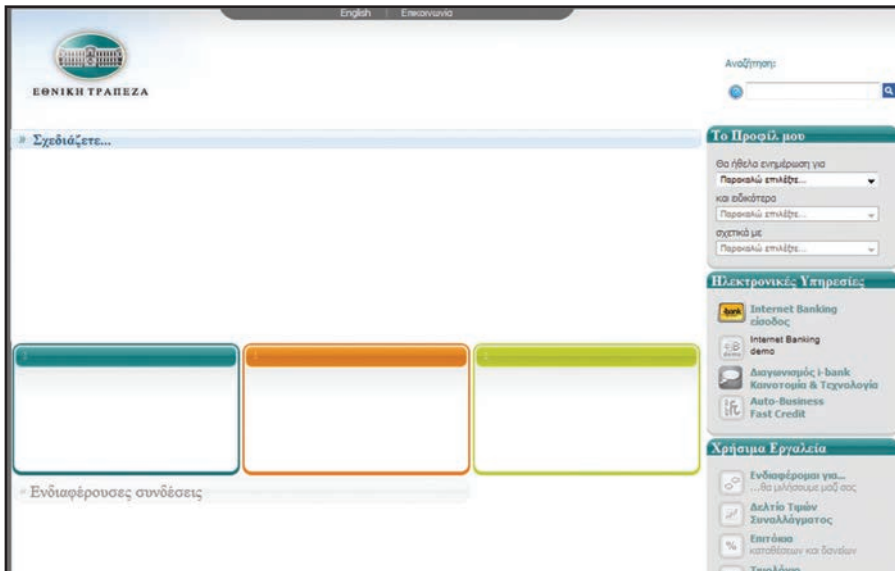 English
Επικοινωνία
ΕΘΝΙΚΗ ΤΡΑΠΕΖΑ
Αναζήτηση:
» Σχεδιάζετε...
Το Προφίλ μου
Θα ήθελα ενημέρωση για
Παρακαλώ επιλέξτε...
και ειδικότερα
Παρακαλώ επιλέξτε...
σχετικά με
Παρακαλώ επιλέξτε...
Ηλεκτρονικές Υπηρεσίες
i-bank
Internet Banking
είσοδος
Internet Banking
demo
Διαγωνισμός i-bank
Καινοτομία & Τεχνολογία
Auto-Business
Fast Credit
Χρήσιμα Εργαλεία
Ενδιαφέρομαι για...
...θα μιλήσουμε μαζί σας
Δελτίο Τιμών
Συναλλάγματος
%
Επιτόκια
καταθέσεων και δανείων
Τιμολόγιο
» Ενδιαφέρουσες συνδέσεις